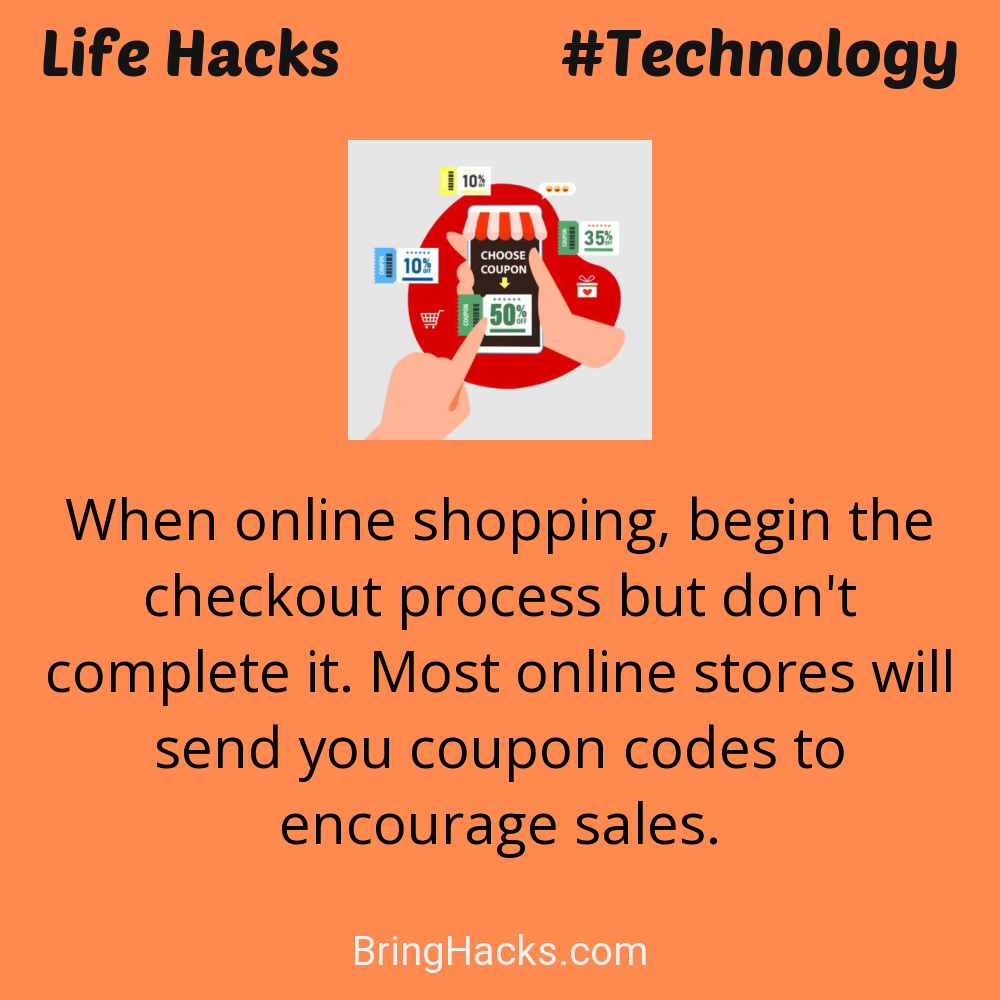 Life Hacks
#Technology
10%
OFF
35%
OFF
COUPON
COUPON
10%
OFF
CHOOSE
COUPON
COUPON
50%
OFF
When online shopping, begin the
checkout process but don't
complete it. Most online stores will
send you coupon codes to
encourage sales.
BringHacks.com